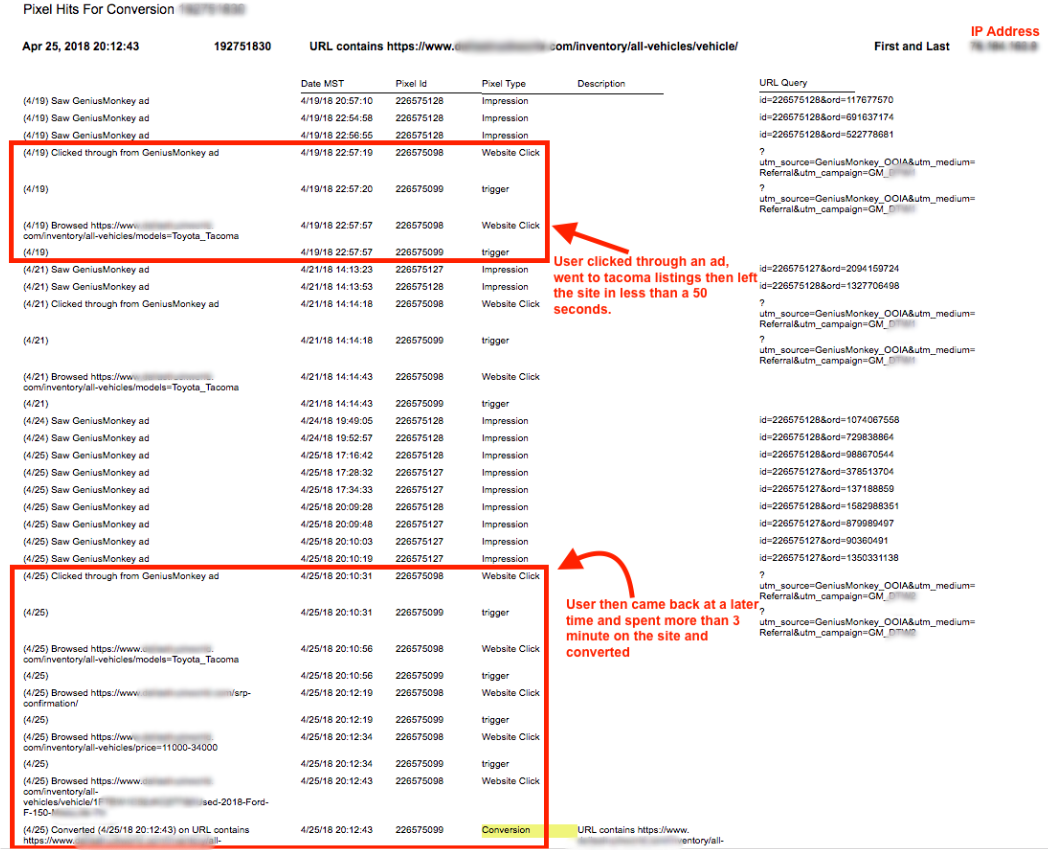 Pixel Hits For Conversion
IP Address
Apr 25, 2018 20:12:43 192751830 URL contains https://www. .com/inventory/all-vehicles/vehicle/ First and Last
Date MST Pixel Id Pixel Type Description URL Query
(4/19) Saw GeniusMonkey ad 4/19/18 20:57:10 226575128 Impression id=226575128&ord=117677570
(4/19) Saw GeniusMonkey ad 4/19/18 22:54:58 226575128 Impression id=226575128&ord=691637174
(4/19) Saw GeniusMonkey ad 4/19/18 22:56:55 226575128 Impression id=226575128&ord=522778681
(4/19) Clicked through from GeniusMonkey ad 4/19/18 22:57:19 226575098 Website Click ?
utm_source=GeniusMonkey_OOIA&utm_medium=
Referral&utm_campaign=GM_
(4/19) 4/19/18 22:57:20 226575099 trigger ?
utm_source=GeniusMonkey_OOIA&utm_medium=
Referral&utm_campaign=GM_
(4/19) Browsed https://www. 4/19/18 22:57:57 226575098 Website Click
com/inventory/all-vehicles/models=Toyota_Tacoma
(4/19) 4/19/18 22:57:57 226575099 trigger
User clicked through an ad,
went to tacoma listings then left
the site in less than a 50
seconds.
(4/21) Saw GeniusMonkey ad 4/21/18 14:13:23 226575127 Impression id=226575127&ord=2094159724
(4/21) Saw GeniusMonkey ad 4/21/18 14:13:53 226575128 Impression id=226575128&ord=1327706498
(4/21) Clicked through from GeniusMonkey ad 4/21/18 14:14:18 226575098 Website Click ?
utm_source=GeniusMonkey_OOIA&utm_medium=
Referral&utm_campaign=GM_
(4/21) 4/21/18 14:14:18 226575099 trigger ?
utm_source=GeniusMonkey_OOIA&utm_medium=
Referral&utm_campaign=GM_
(4/21) Browsed https://ww 4/21/18 14:14:43 226575098 Website Click
com/inventory/all-vehicles/models=Toyota_Tacoma
(4/21) 4/21/18 14:14:43 226575099 trigger
(4/24) Saw GeniusMonkey ad 4/24/18 19:49:05 226575128 Impression id=226575128&ord=1074067558
(4/24) Saw GeniusMonkey ad 4/24/18 19:52:57 226575128 Impression id=226575128&ord=729838864
(4/25) Saw GeniusMonkey ad 4/25/18 17:16:42 226575128 Impression id=226575128&ord=988670544
(4/25) Saw GeniusMonkey ad 4/25/18 17:28:32 226575127 Impression id=226575127&ord=378513704
(4/25) Saw GeniusMonkey ad 4/25/18 17:34:33 226575127 Impression id=226575127&ord=137188859
(4/25) Saw GeniusMonkey ad 4/25/18 20:09:28 226575128 Impression id=226575128&ord=1582988351
(4/25) Saw GeniusMonkey ad 4/25/18 20:09:48 226575127 Impression id=226575127&ord=879989497
(4/25) Saw GeniusMonkey ad 4/25/18 20:10:03 226575127 Impression id=226575127&ord=90360491
(4/25) Saw GeniusMonkey ad 4/25/18 20:10:19 226575127 Impression id=226575127&ord=1350331138
(4/25) Clicked through from GeniusMonkey ad 4/25/18 20:10:31 226575098 Website Click ?
utm_source=GeniusMonkey_OOIA&utm_medium=
Referral&utm_campaign=GM_
(4/25) 4/25/18 20:10:31 226575099 trigger ?
utm_source=GeniusMonkey_OOIA&utm_medium=
Referral&utm_campaign=GM_
User then came back at a later
time and spent more than 3
minute on the site and
converted
(4/25) Browsed https://www. 4/25/18 20:10:56 226575098 Website Click
com/inventory/all-vehicles/models=Toyota_Tacoma
(4/25) 4/25/18 20:10:56 226575099 trigger
(4/25) Browsed https://www. /srp- 4/25/18 20:12:19 226575098 Website Click
confirmation/
(4/25) 4/25/18 20:12:19 226575099 trigger
(4/25) Browsed https://ww 4/25/18 20:12:34 226575098 Website Click
com/inventory/all-vehicles/price=11000-34000
(4/25) 4/25/18 20:12:34 226575099 trigger
(4/25) Browsed https://www. 4/25/18 20:12:43 226575098 Website Click
com/inventory/all-
vehicles/vehicle/1F sed-2018-Ford-
F-150-
(4/25) Converted (4/25/18 20:12:43) on URL contains 4/25/18 20:12:43 226575099 Conversion URL contains https://www.
https://www. all- entory/all-